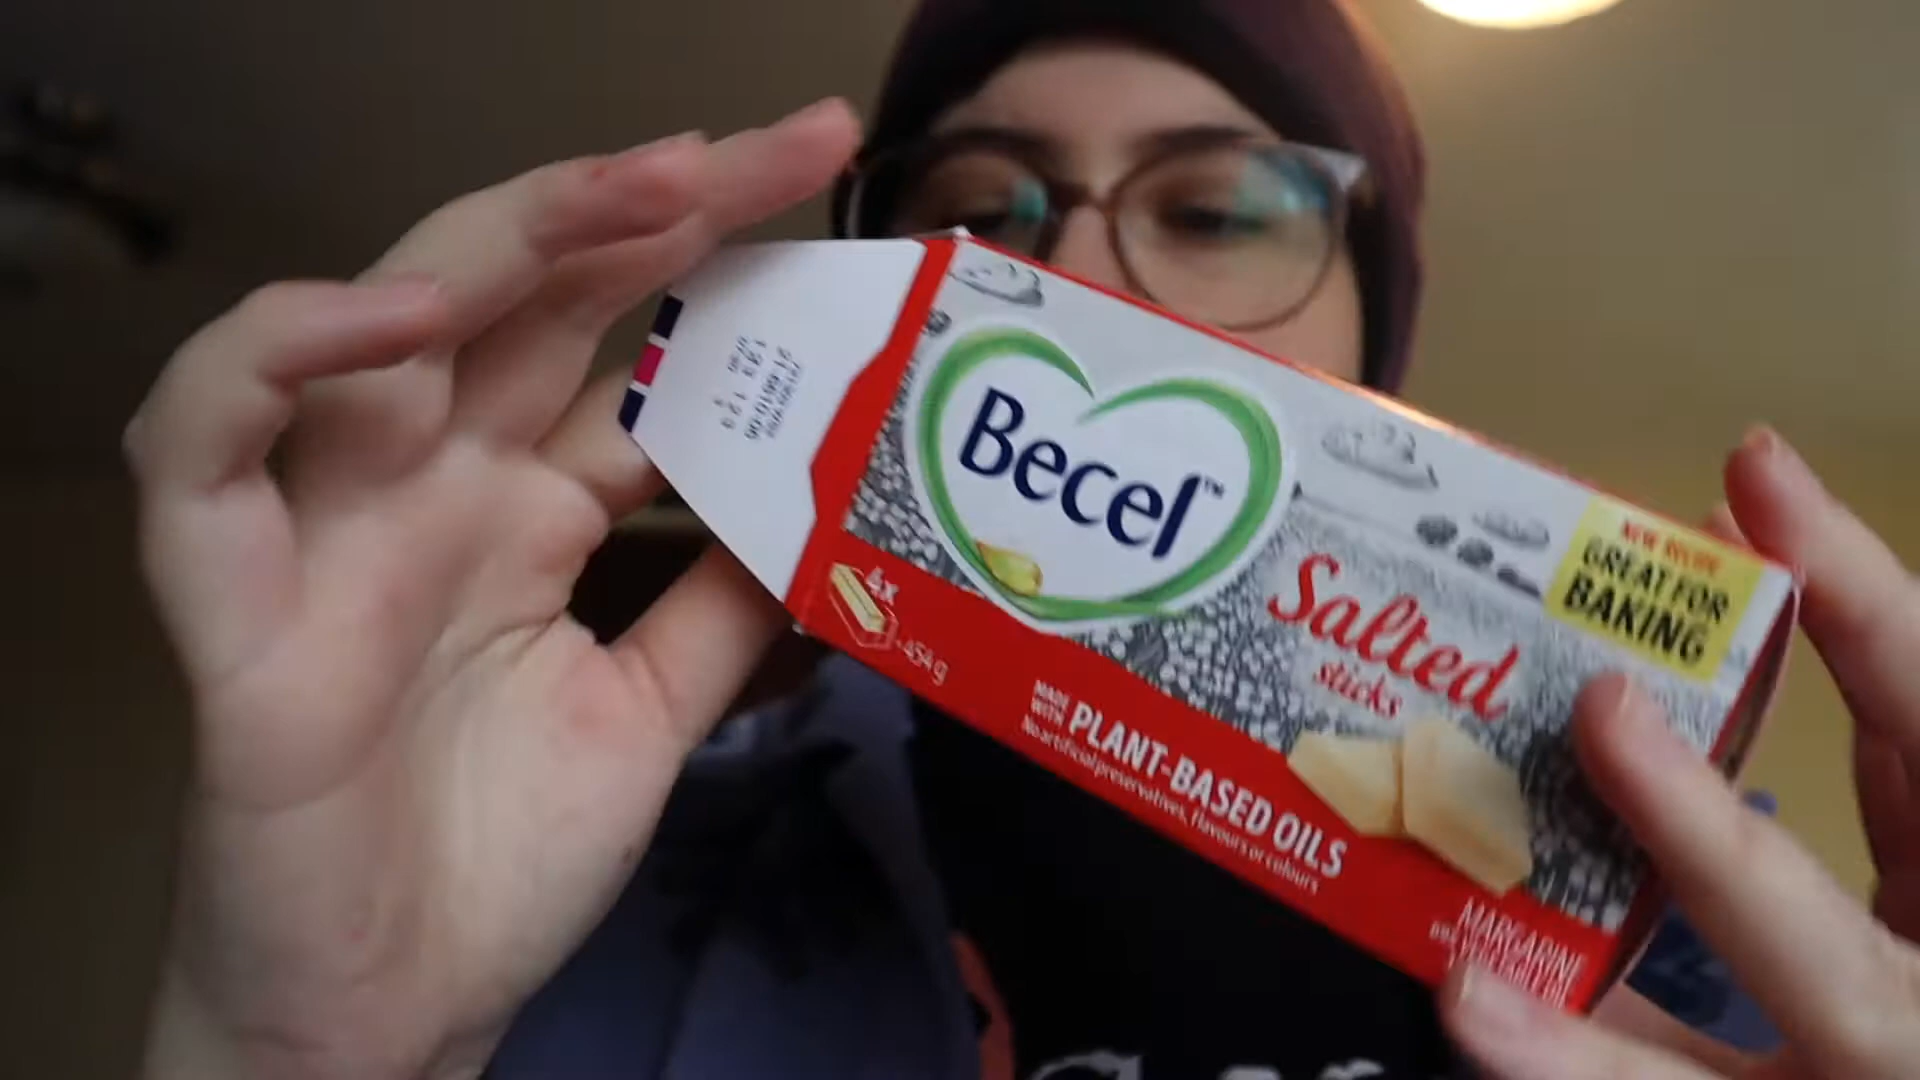 Becel™
Salted
sticks
NEW RECIPE
GREAT FOR
BAKING
4x
454 g
MADE
WITH
PLANT-BASED OILS
No artificial preservatives, flavours or colours
MARGARINE